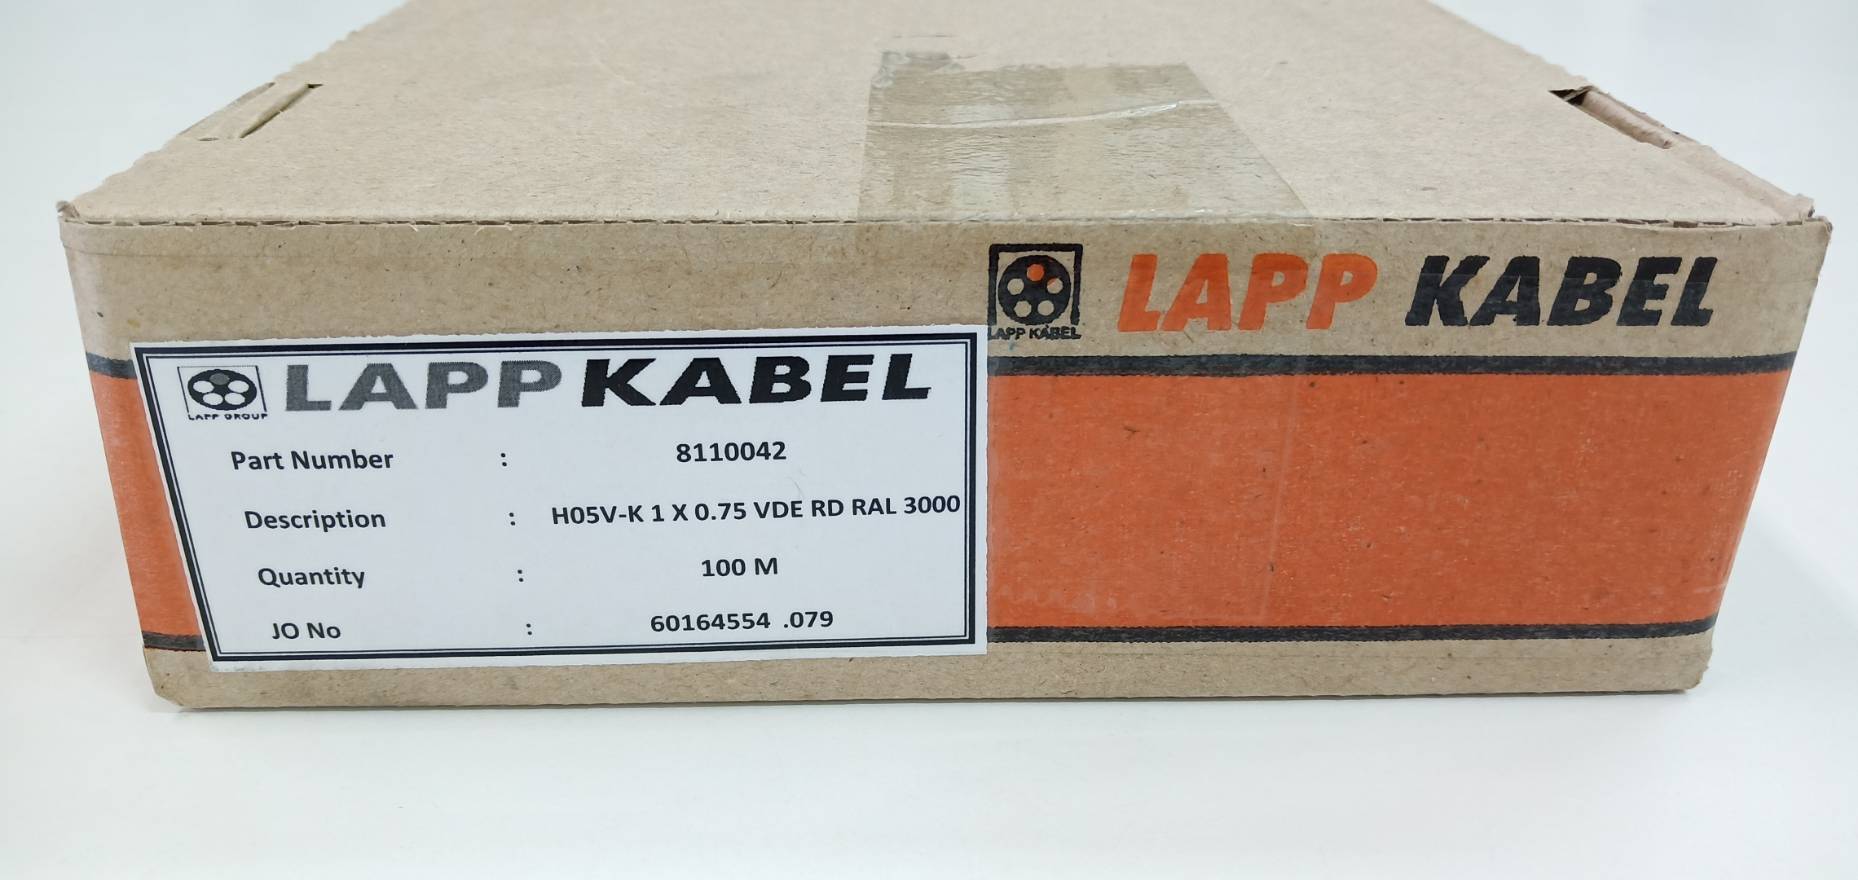 LAPP KABEL
LAPP KABEL
LAPP GROUP
LAPP KABEL
Part Number : 8110042
Description : H05V-K 1 X 0.75 VDE RD RAL 3000
Quantity : 100 M
JO No : 60164554 .079